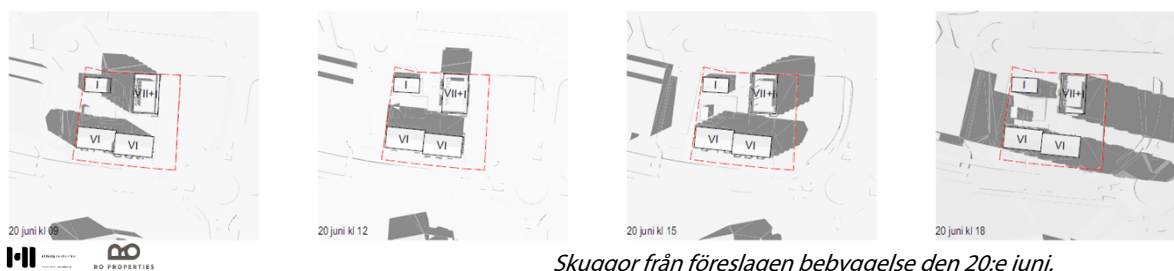 I
VII+I
VI
VI
20 juni kl 09
I
VII+I
VI
VI
20 juni kl 12
I
VII+I
VI
VI
20 juni kl 15
I
VII+I
VI
VI
20 juni kl 18
RO PROPERTIES
Skuggor från föreslagen bebyggelse den 20:e juni.